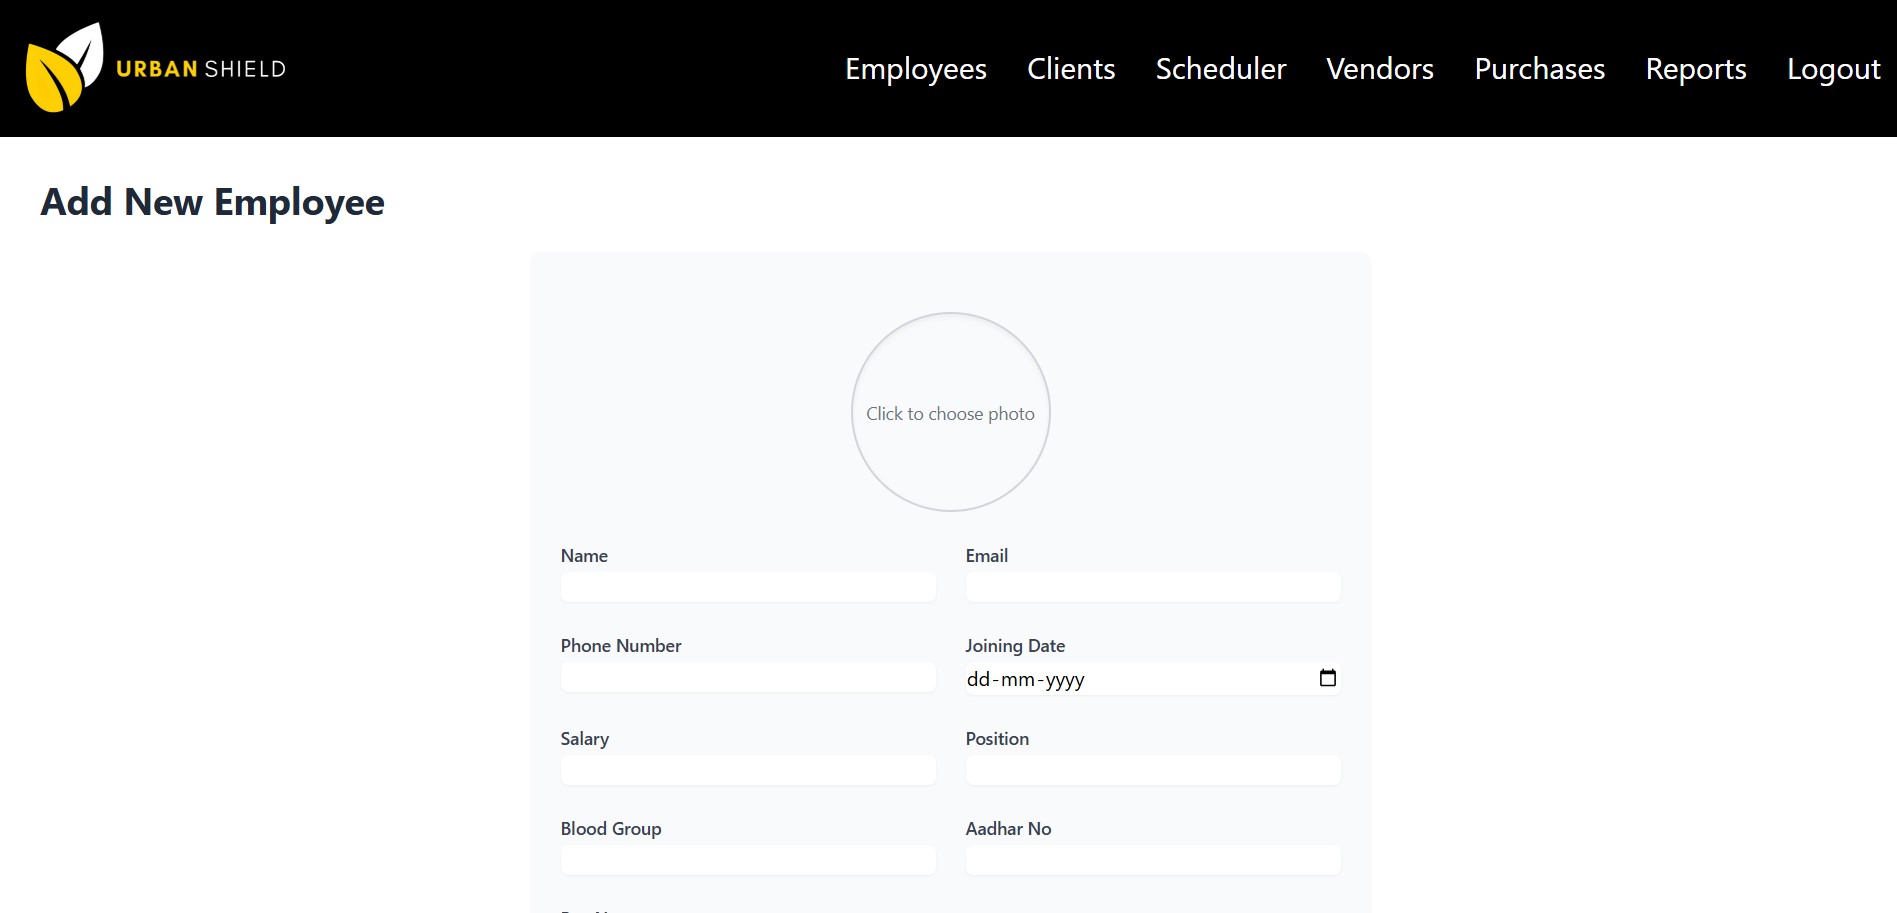 URBAN SHIELD
Employees Clients Scheduler Vendors Purchases Reports Logout
Add New Employee
Click to choose photo
Name Email
Phone Number Joining Date
dd-mm-yyyy
Salary Position
Blood Group Aadhar No